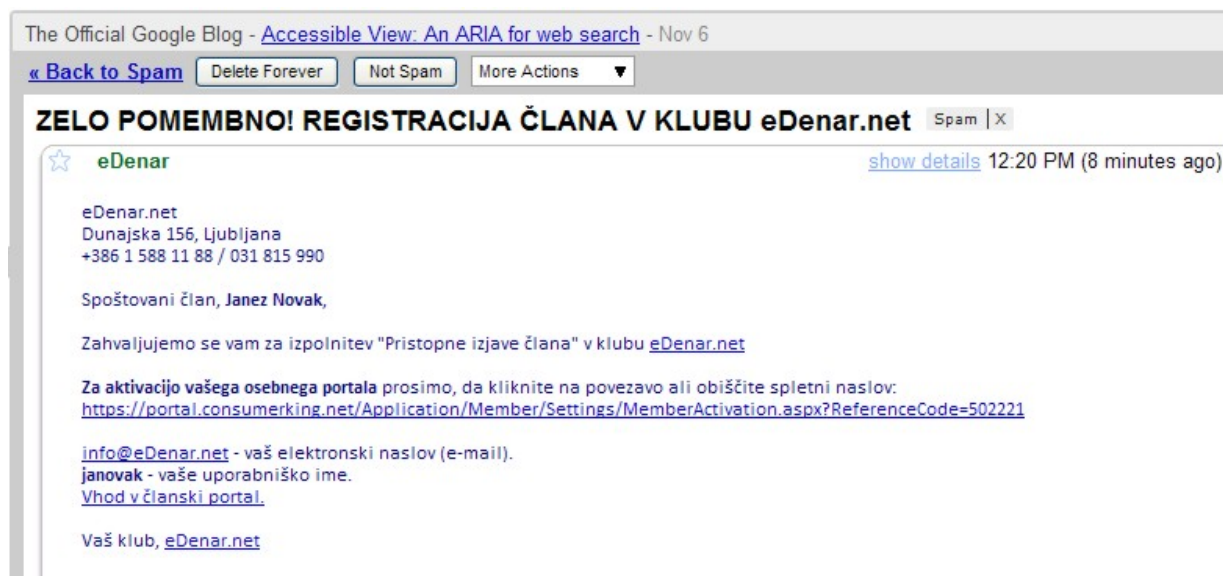 The Official Google Blog - Accessible View: An ARIA for web search - Nov 6
« Back to Spam Delete Forever Not Spam More Actions ▼
ZELO POMEMBNO! REGISTRACIJA ČLANA V KLUBU eDenar.net Spam | X
eDenar show details 12:20 PM (8 minutes ago)
eDenar.net
Dunajska 156, Ljubljana
+386 1 588 11 88 / 031 815 990
Spoštovani član, Janez Novak,
Zahvaljujemo se vam za izpolnitev "Pristopne izjave člana" v klubu eDenar.net
Za aktivacijo vašega osebnega portala prosimo, da kliknite na povezavo ali obiščite spletni naslov:
https://portal.consumerking.net/Application/Member/Settings/MemberActivation.aspx?ReferenceCode=502221
info@eDenar.net - vaš elektronski naslov (e-mail).
janovak - vaše uporabniško ime.
Vhod v članski portal.
Vaš klub, eDenar.net